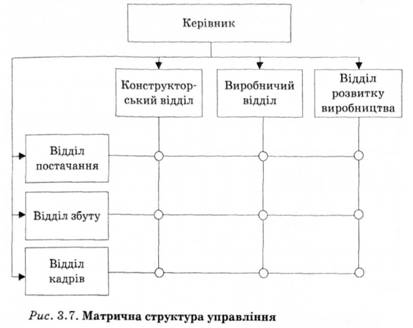 Керівник
Конструктор-
ський відділ
Виробничий
відділ
Відділ
розвитку
виробництва
Відділ
постачання
Відділ збуту
Відділ
кадрів
Рис. 3.7. Матрична структура управління